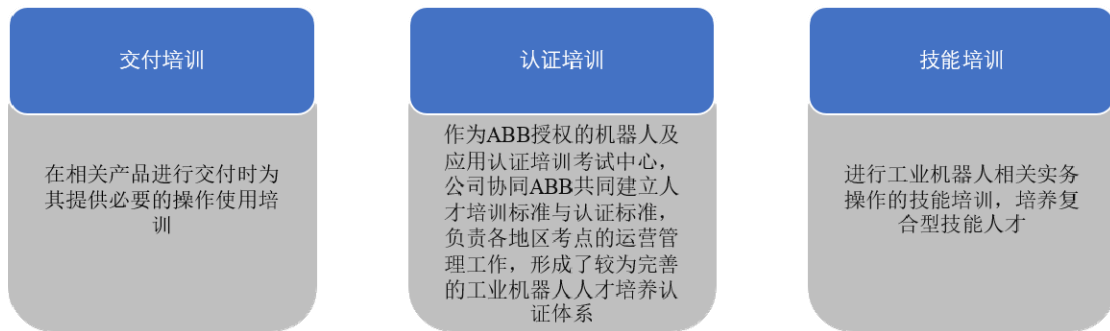 交付培训
在相关产品进行交付时为
其提供必要的操作使用培
训
认证培训
作为ABB授权的机器人及
应用认证培训考试中心，
公司协同ABB共同建立人
才培训标准与认证标准，
负责各地区考点的运营管
理工作，形成了较为完善
的工业机器人人才培养认
证体系
技能培训
进行工业机器人相关实务
操作的技能培训，培养复
合型技能人才